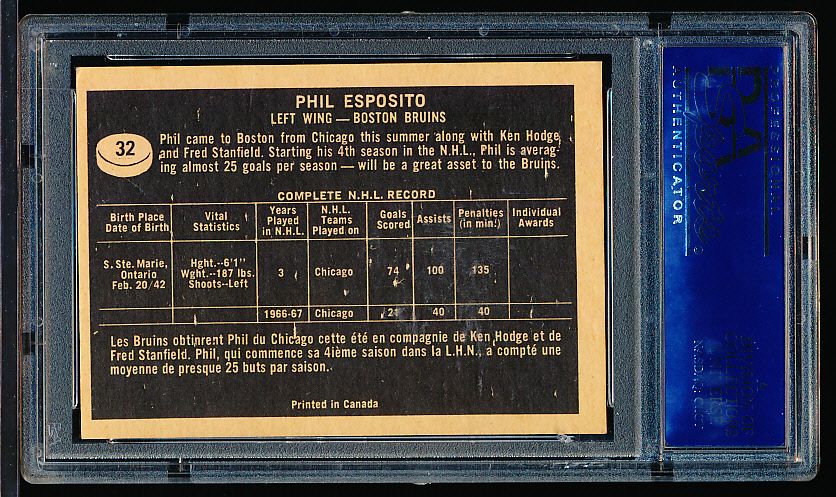 PHIL ESPOSITO
LEFT WING — BOSTON BRUINS
32
Phil came to Boston from Chicago this summer along with Ken Hodge,
and Fred Stanfield. Starting his 4th season in the N.H.L., Phil is averag-
ing almost 25 goals per season — will be a great asset to the Bruins.
COMPLETE N.H.L. RECORD
Birth Place Date of Birth | Vital Statistics | Years Played in N.H.L. | N.H.L. Teams Played on | Goals Scored | Assists | Penalties (in min.) | Individual Awards
S. Ste. Marie, Ontario Feb. 20/42 | Hght.--6'1" Wght.--187 lbs. Shoots--Left | 3 | Chicago | 74 | 100 | 135
1966-67 | Chicago | 21 | 40 | 40
Les Bruins obtinrent Phil du Chicago cette été en compagnie de Ken Hodge et de
Fred Stanfield. Phil, qui commence sa 4ième saison dans la L.H.N., a compté une
moyenne de presque 25 buts par saison.
Printed in Canada
PROFESSIONAL
PSA
AUTHENTICATOR